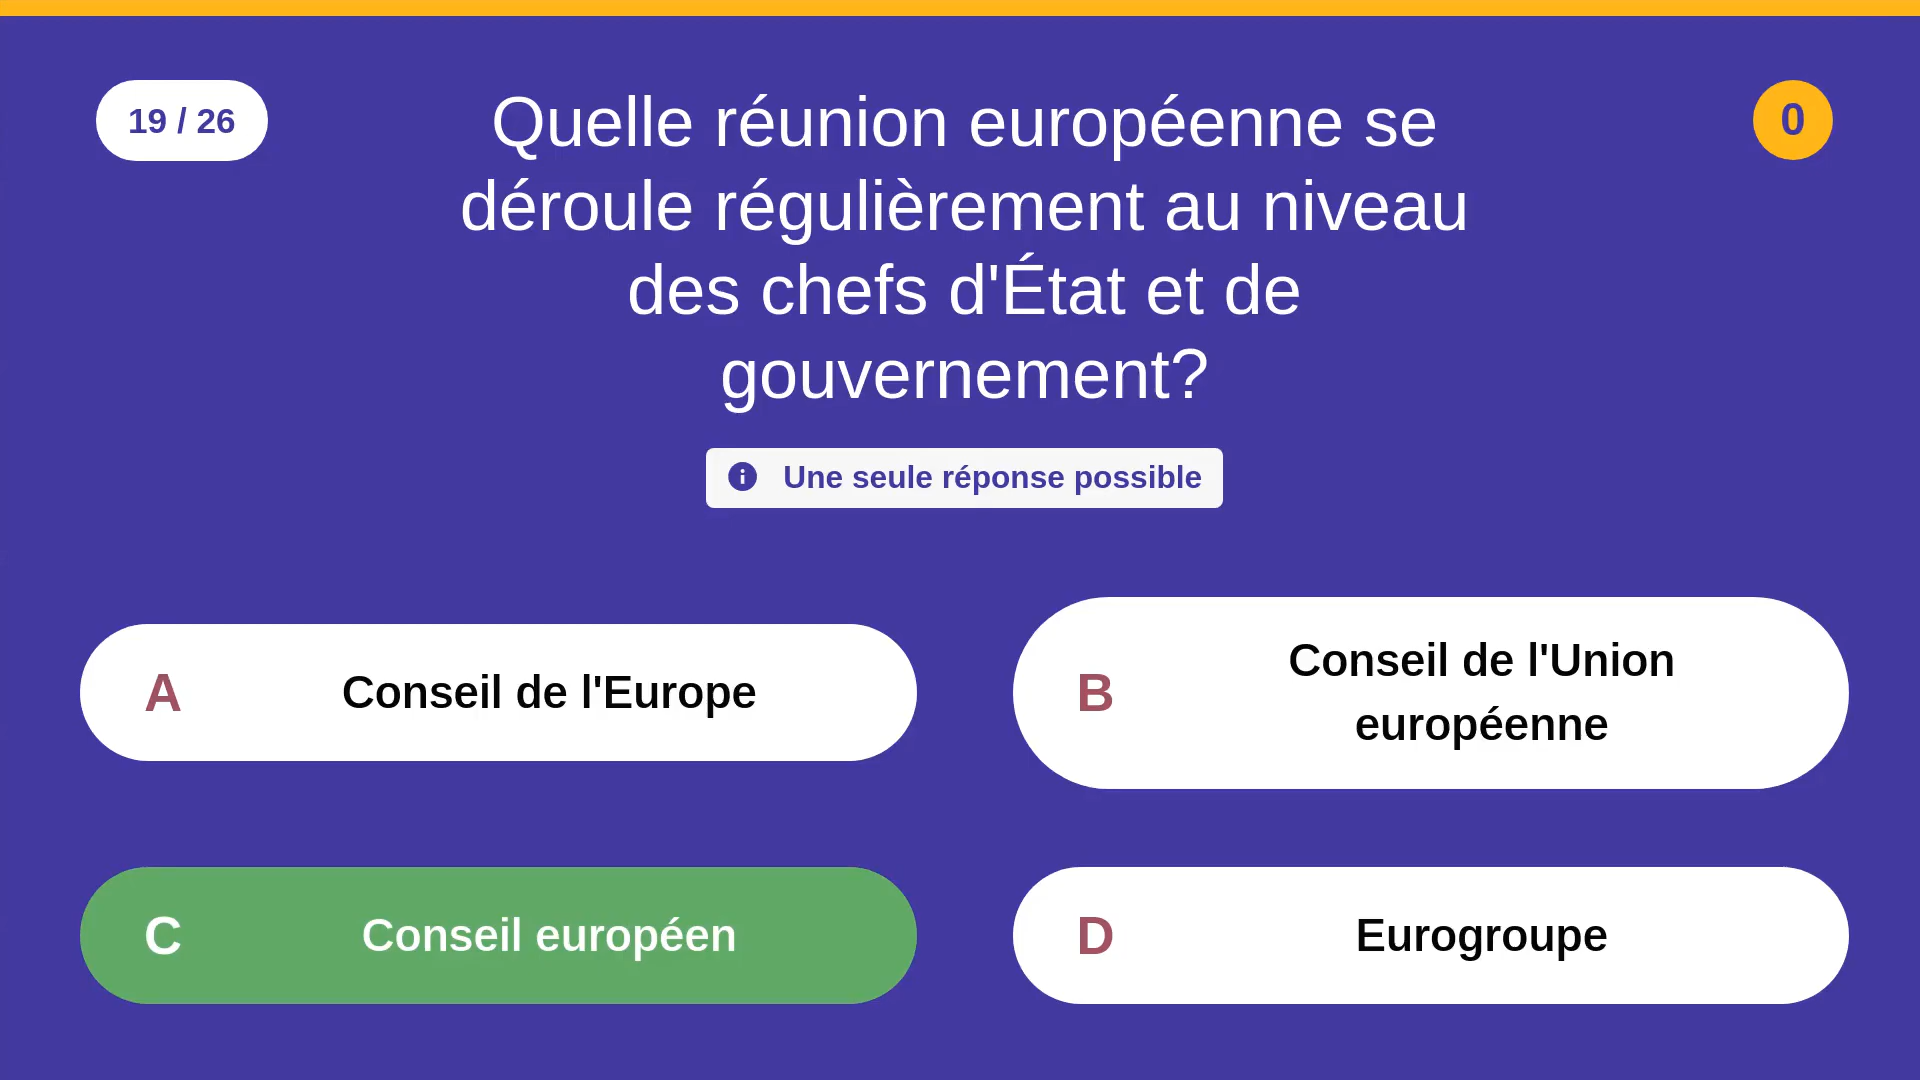 19 / 26
Quelle réunion européenne se
déroule régulièrement au niveau
des chefs d'État et de
gouvernement?
0
Une seule réponse possible
A Conseil de l'Europe
B Conseil de l'Union
européenne
C Conseil européen
D Eurogroupe